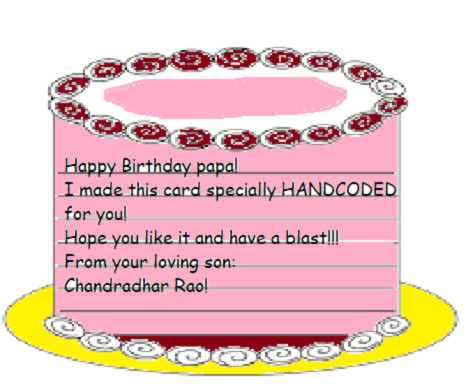 Happy Birthday papa!
I made this card specially HANDCODED
for you!
Hope you like it and have a blast!!!
From your loving son:
Chandradhar Rao!